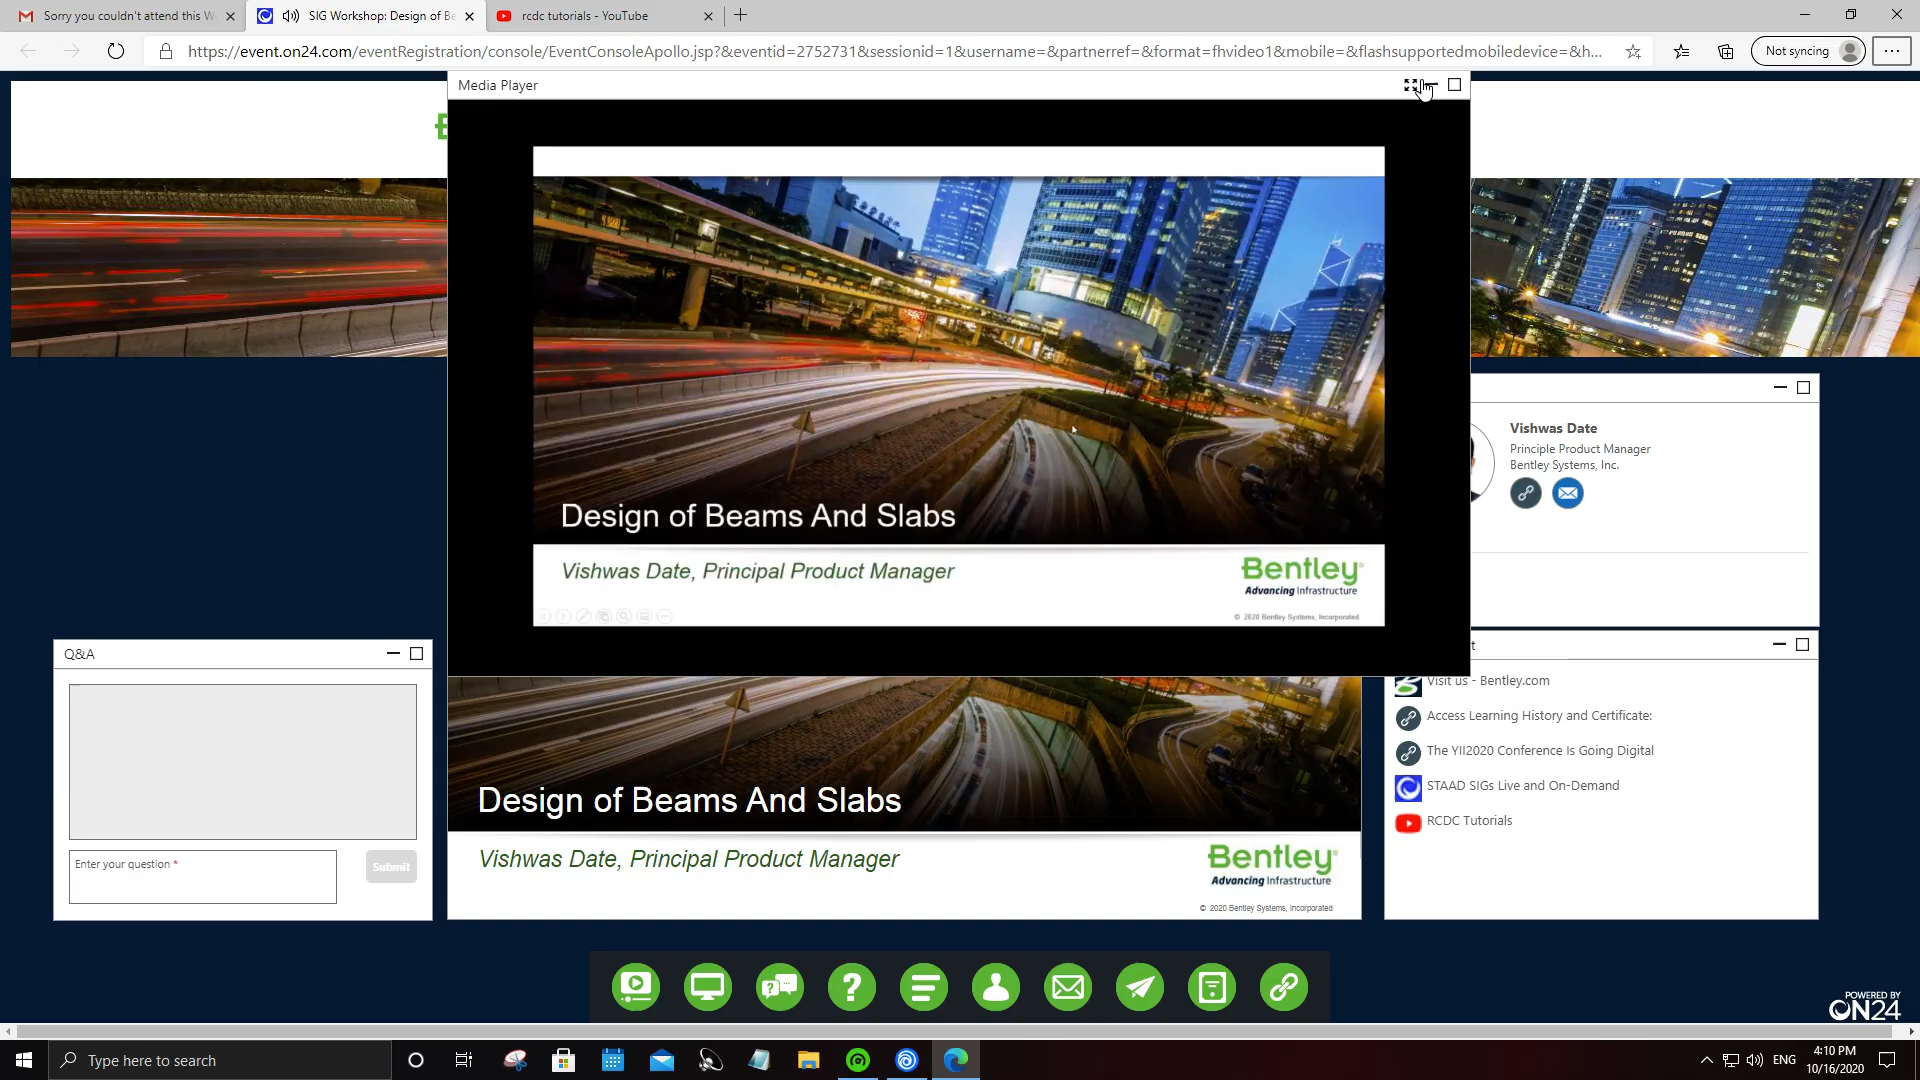 Sorry you couldn't attend this W
SIG Workshop: Design of Be
rcdc tutorials - YouTube
https://event.on24.com/eventRegistration/console/EventConsoleApollo.jsp?&eventid=2752731&sessionid=1&username=&partnerref=&format=fhvideo1&mobile=&flashsupportedmobiledevice=&h...
Not syncing
Media Player
Design of Beams And Slabs
Vishwas Date, Principal Product Manager
Bentley®
Advancing Infrastructure
© 2020 Bentley Systems, Incorporated
Vishwas Date
Principle Product Manager
Bentley Systems, Inc.
Q&A
Enter your question *
Submit
Design of Beams And Slabs
Vishwas Date, Principal Product Manager
Bentley®
Advancing Infrastructure
© 2020 Bentley Systems, Incorporated
t
Visit us - Bentley.com
Access Learning History and Certificate:
The YII2020 Conference Is Going Digital
STAAD SIGs Live and On-Demand
RCDC Tutorials
POWERED BY
ON24
Type here to search
ENG
4:10 PM
10/16/2020